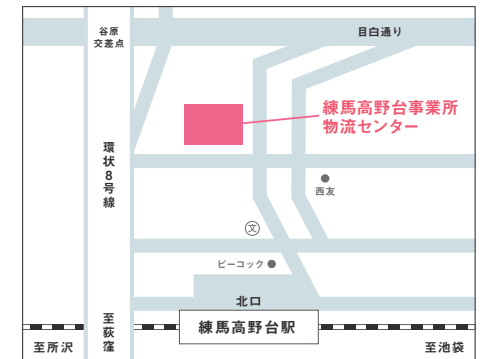 谷原
交差点
目白通り
練馬高野台事業所
物流センター
環状8号線
西友
文
ピーコック
北口
練馬高野台駅
至荻窪
至所沢
至池袋